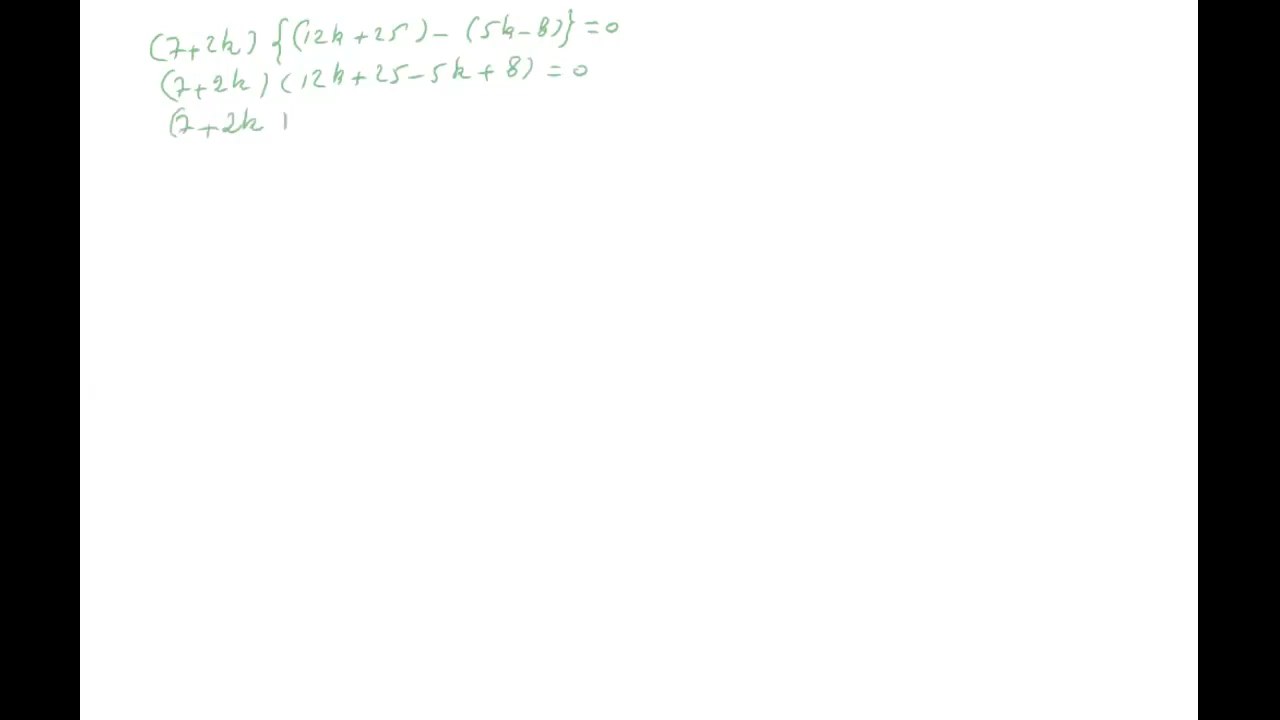 (7+2k) {(12k+25) - (5k-8)} = 0
(7+2k) (12k+25-5k+8) = 0
(7+2k )